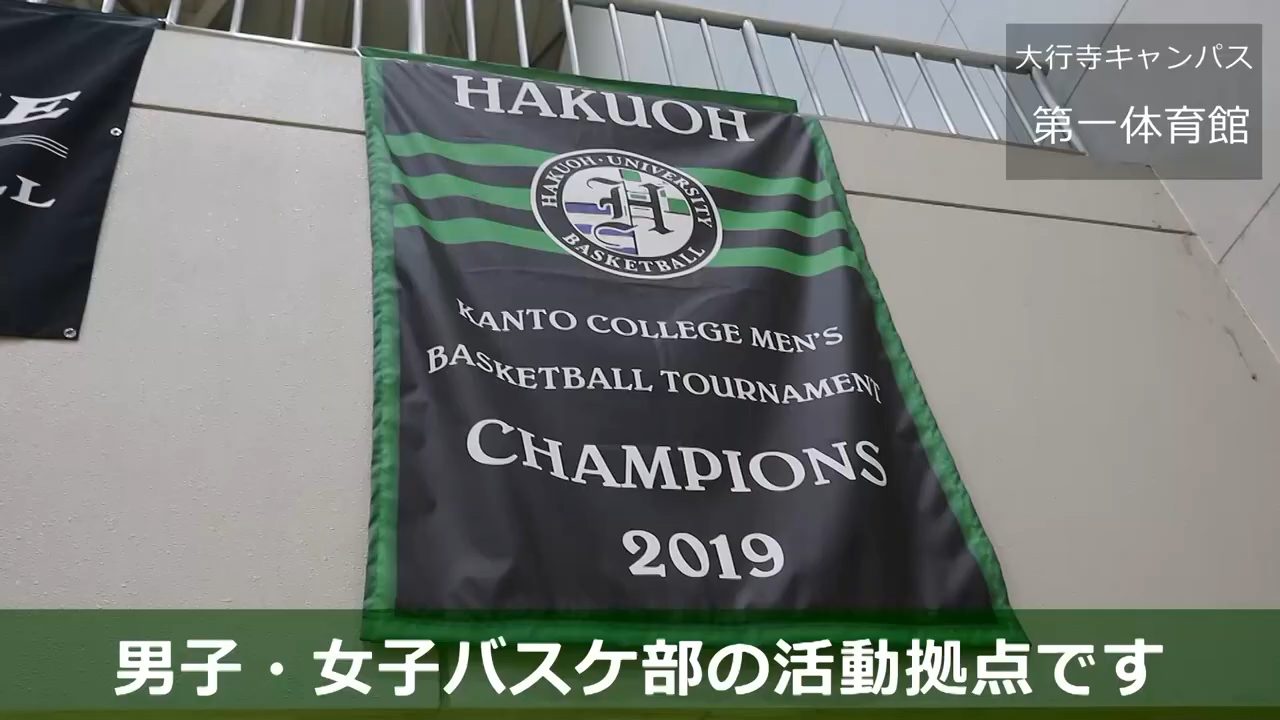 大行寺キャンパス
第一体育館
HAKUOH
HAKUOH・UNIVERSITY
H
BASKETBALL
KANTO COLLEGE MEN'S
BASKETBALL TOURNAMENT
CHAMPIONS
2019
男子・女子バスケ部の活動拠点です